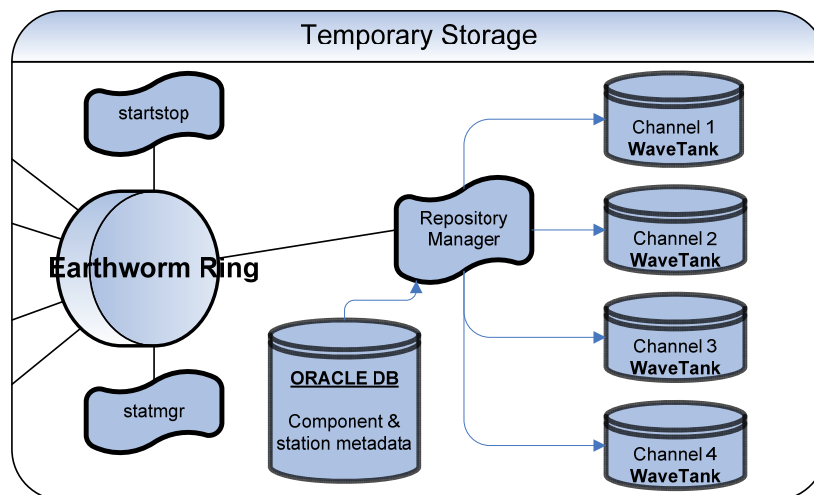 Temporary Storage
startstop
Earthworm Ring
statmgr
Repository
Manager
ORACLE DB
Component &
station metadata
Channel 1
WaveTank
Channel 2
WaveTank
Channel 3
WaveTank
Channel 4
WaveTank